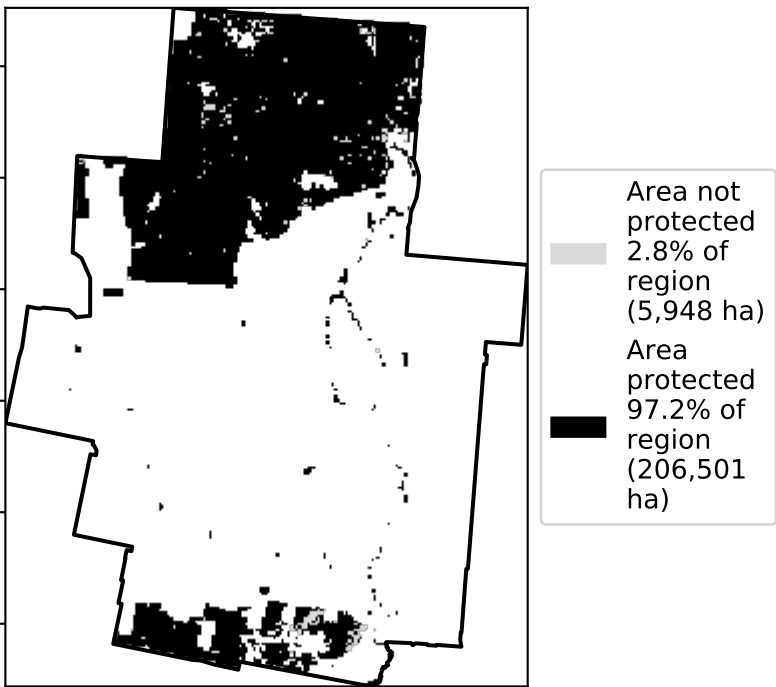 Area not
protected
2.8% of
region
(5,948 ha)
Area
protected
97.2% of
region
(206,501
ha)